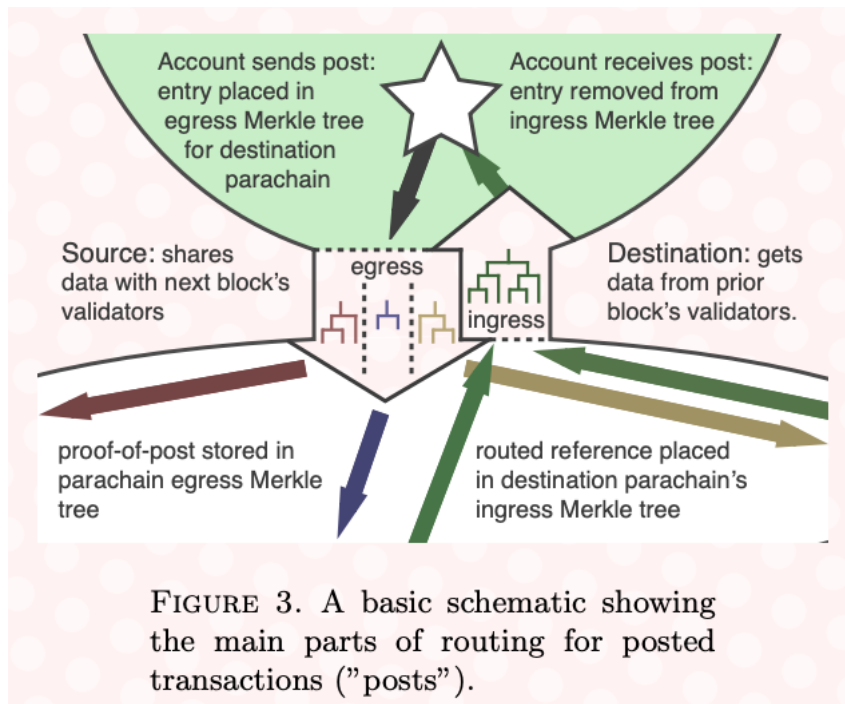 Account sends post:
entry placed in
egress Merkle tree
for destination
parachain
Account receives post:
entry removed from
ingress Merkle tree
Source: shares
data with next block's
validators
egress
ingress
Destination: gets
data from prior
block's validators.
proof-of-post stored in
parachain egress Merkle
tree
routed reference placed
in destination parachain's
ingress Merkle tree
FIGURE 3. A basic schematic showing
the main parts of routing for posted
transactions (”posts”).